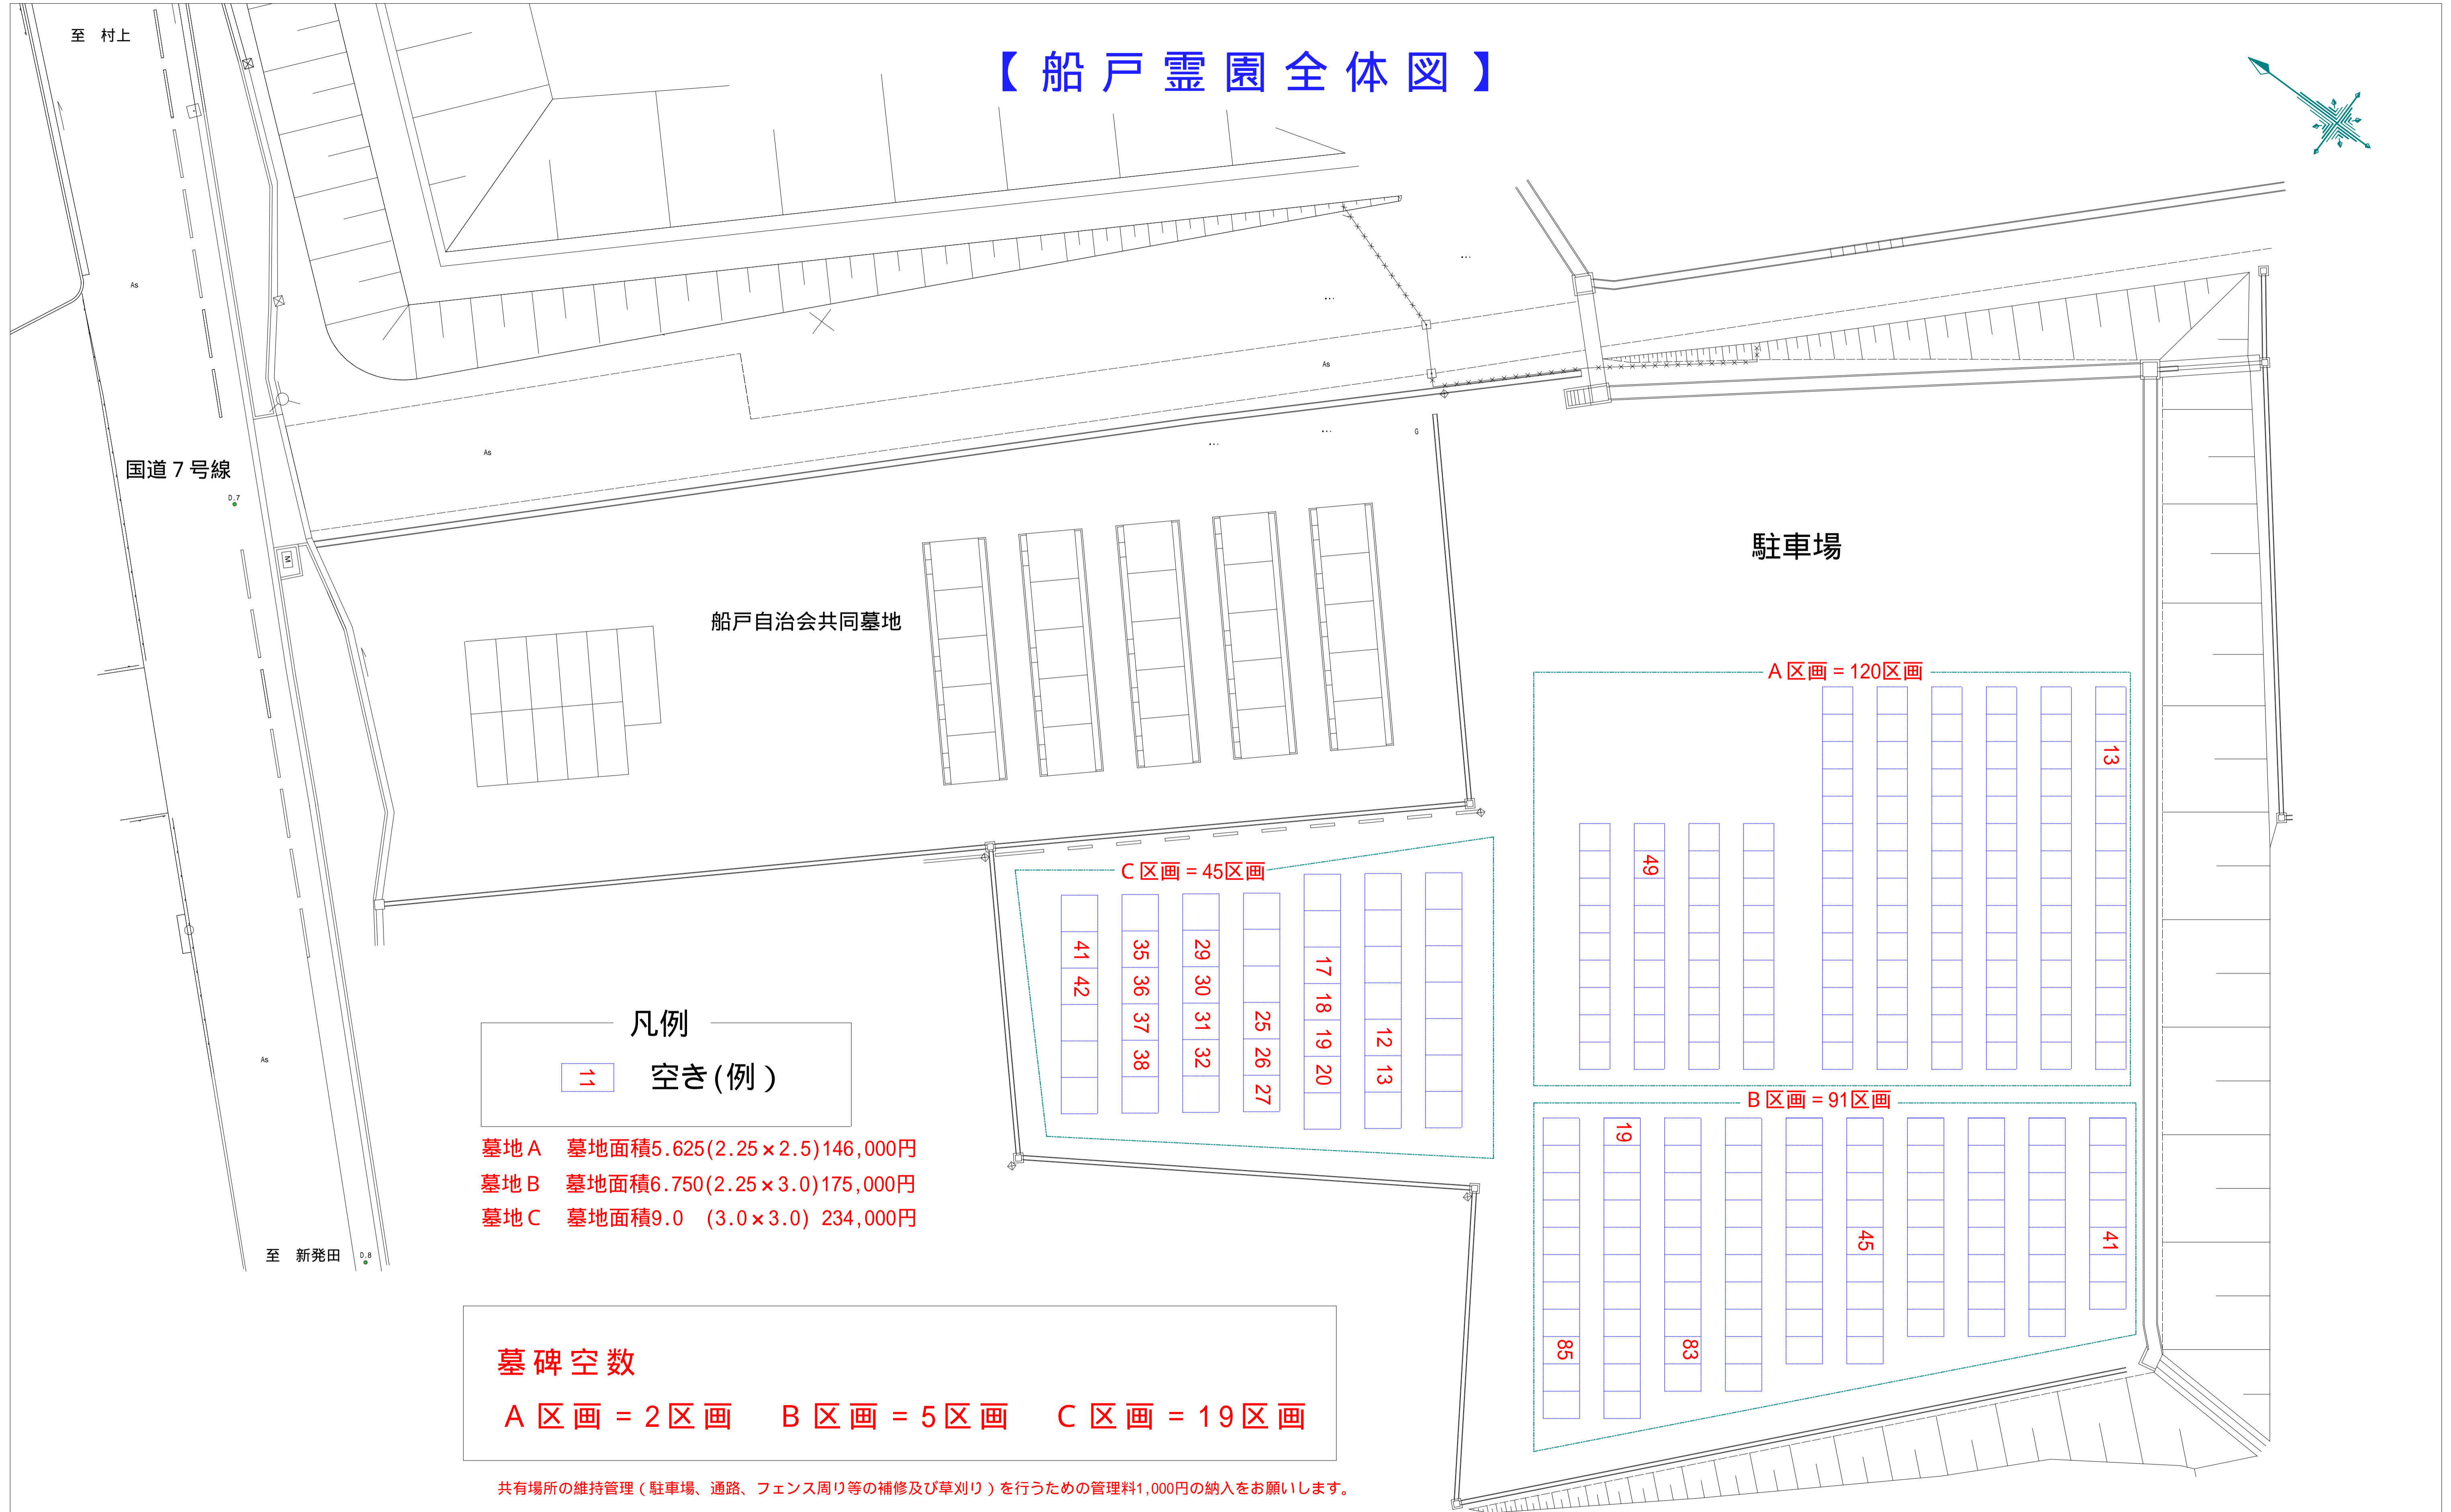 【船戸霊園全体図】
至　村上
As
As
As
G
国道７号線
D.7
M
駐車場
船戸自治会共同墓地
Ａ区画＝120区画
13
49
Ｃ区画＝45区画
41 35 29
42 36 30 17
37 31 25 18
38 32 26 19 12
27 20 13
凡例
11 空き(例）
As
墓地Ａ　墓地面積5.625(2.25×2.5)146,000円
墓地Ｂ　墓地面積6.750(2.25×3.0)175,000円
墓地Ｃ　墓地面積9.0　(3.0×3.0) 234,000円
Ｂ区画＝91区画
19
45 41
85 83
至　新発田
D.8
墓碑空数
Ａ区画＝2区画　Ｂ区画＝5区画　Ｃ区画＝19区画
共有場所の維持管理（駐車場、通路、フェンス周り等の補修及び草刈り）を行うための管理料1,000円の納入をお願いします。